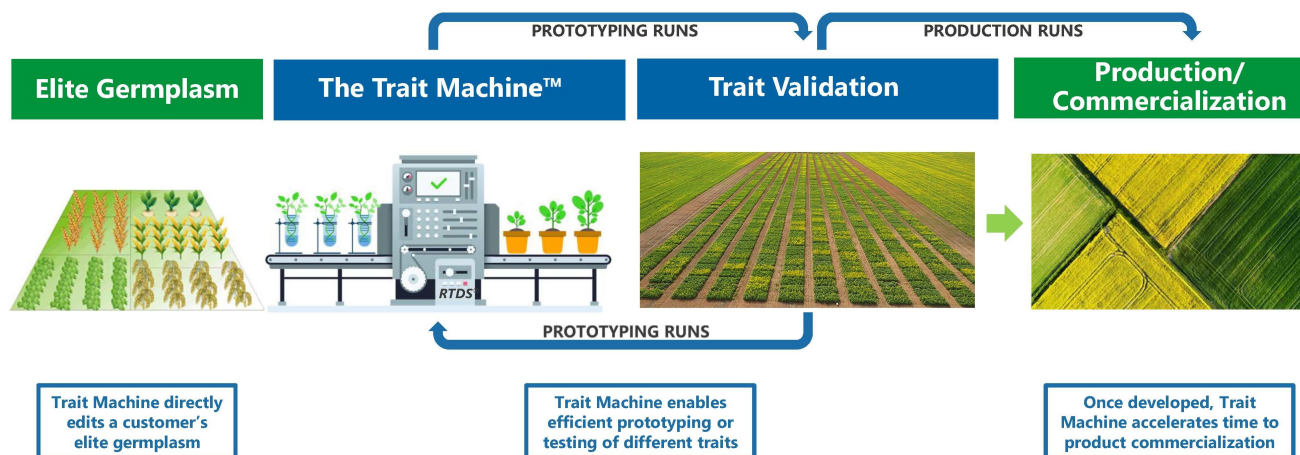 PROTOTYPING RUNS
PRODUCTION RUNS
Elite Germplasm
The Trait Machine™
Trait Validation
Production/
Commercialization
RTDS
PROTOTYPING RUNS
Trait Machine directly
edits a customer's
elite germplasm
Trait Machine enables
efficient prototyping or
testing of different traits
Once developed, Trait
Machine accelerates time to
product commercialization